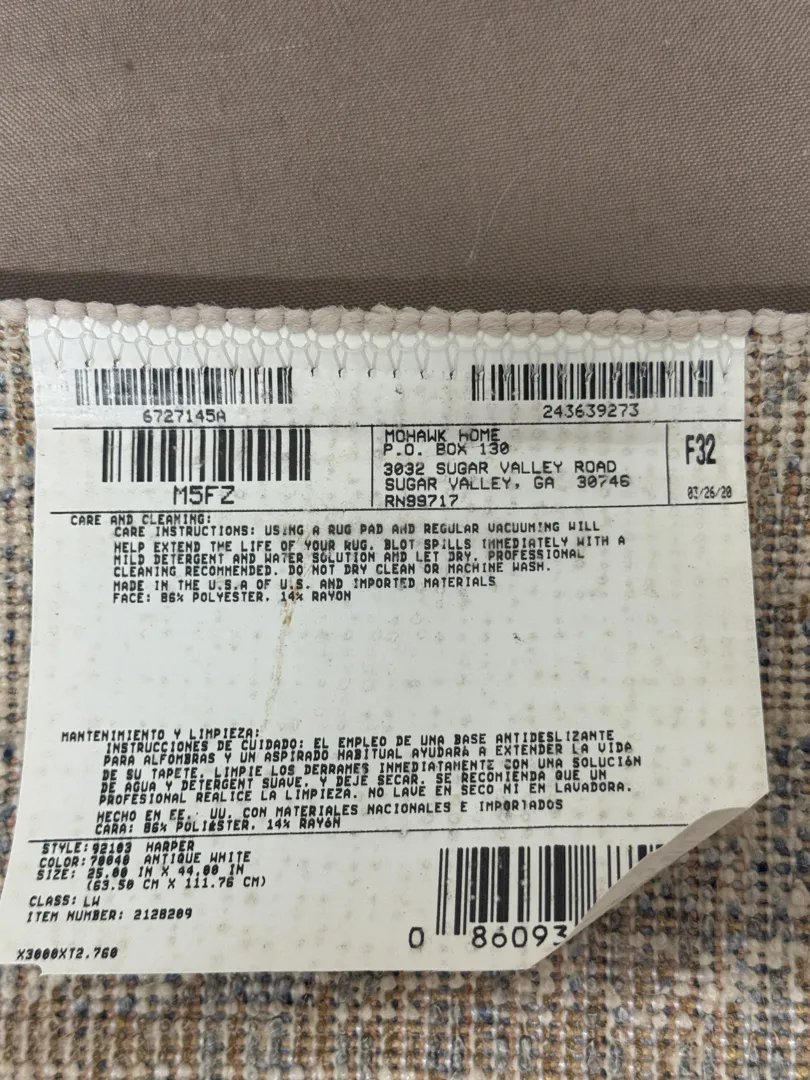 6727145A
243639273
M5FZ
MOHAWK HOME
P.O. BOX 130
3032 SUGAR VALLEY ROAD
SUGAR VALLEY, GA 30746
RN99717
F32
03/26/20
CARE AND CLEANING:
CARE INSTRUCTIONS: USING A RUG PAD AND REGULAR VACUUMING WILL
HELP EXTEND THE LIFE OF YOUR RUG. BLOT SPILLS IMMEDIATELY WITH A
MILD DETERGENT AND WATER SOLUTION AND LET DRY. PROFESSIONAL
CLEANING RECOMMENDED. DO NOT DRY CLEAN OR MACHINE WASH.
MADE IN THE U.S.A OF U.S. AND IMPORTED MATERIALS
FACE: 86% POLYESTER, 14% RAYON
MANTENIMIENTO Y LIMPIEZA:
INSTRUCCIONES DE CUIDADO: EL EMPLEO DE UNA BASE ANTIDESLIZANTE
PARA ALFOMBRAS Y UN ASPIRADO HABITUAL AYUDARÁ A EXTENDER LA VIDA
DE SU TAPETE. LIMPIE LOS DERRAMES INMEDIATAMENTE CON UNA SOLUCIÓN
DE AGUA Y DETERGENT SUAVE, Y DEJE SECAR. SE RECOMIENDA QUE UN
PROFESIONAL REALICE LA LIMPIEZA. NO LAVE EN SECO NI EN LAVADORA.
HECHO EN EE. UU. CON MATERIALES NACIONALES E IMPORTADOS
CARA: 86% POLIÉSTER, 14% RAYÓN
STYLE:92103 HARPER
COLOR:70040 ANTIQUE WHITE
SIZE: 25.00 IN X 44.00 IN
(63.50 CM X 111.76 CM)
CLASS: LW
ITEM NUMBER: 2128209
X3000XT2.760
0 86093